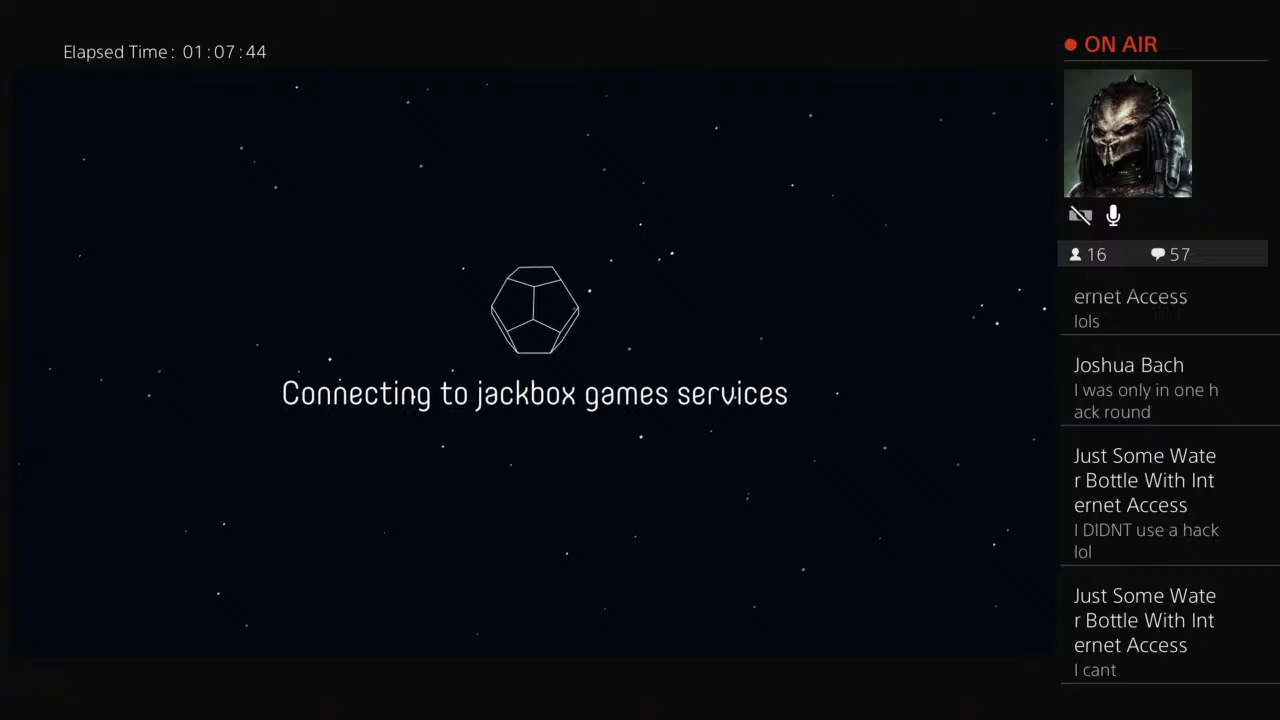 Elapsed Time: 01:07:44
ON AIR
16 57
ernet Access
lols
Joshua Bach
I was only in one h
ack round
Just Some Wate
r Bottle With Int
ernet Access
I DIDNT use a hack
lol
Just Some Wate
r Bottle With Int
ernet Access
I cant
Connecting to jackbox games services